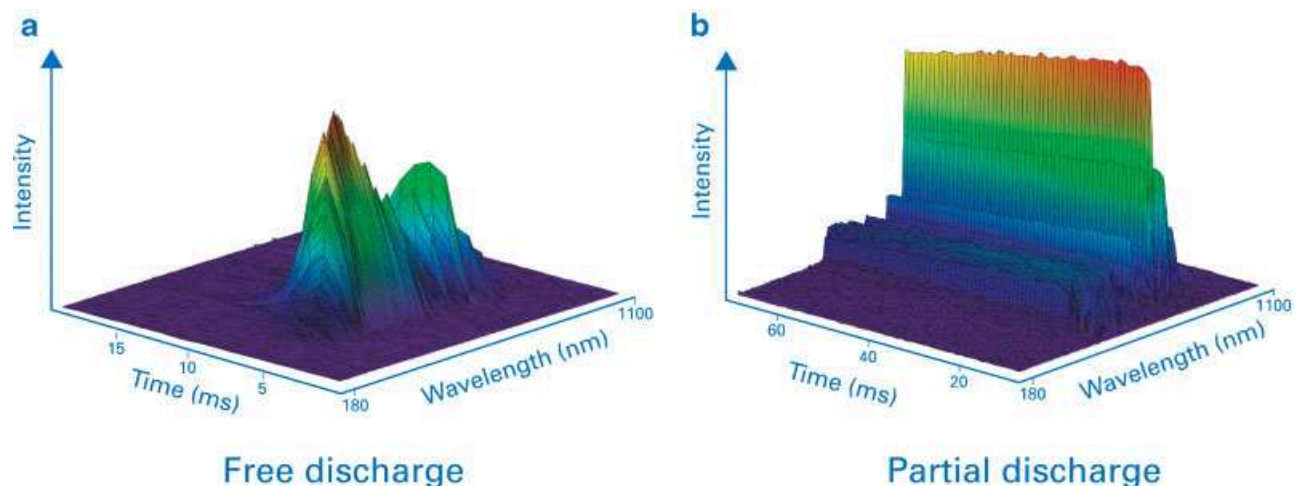 a
Intensity
15
10
5
Time (ms)
180
Wavelength (nm)
1100
Free discharge
b
Intensity
60
40
20
Time (ms)
180
Wavelength (nm)
1100
Partial discharge